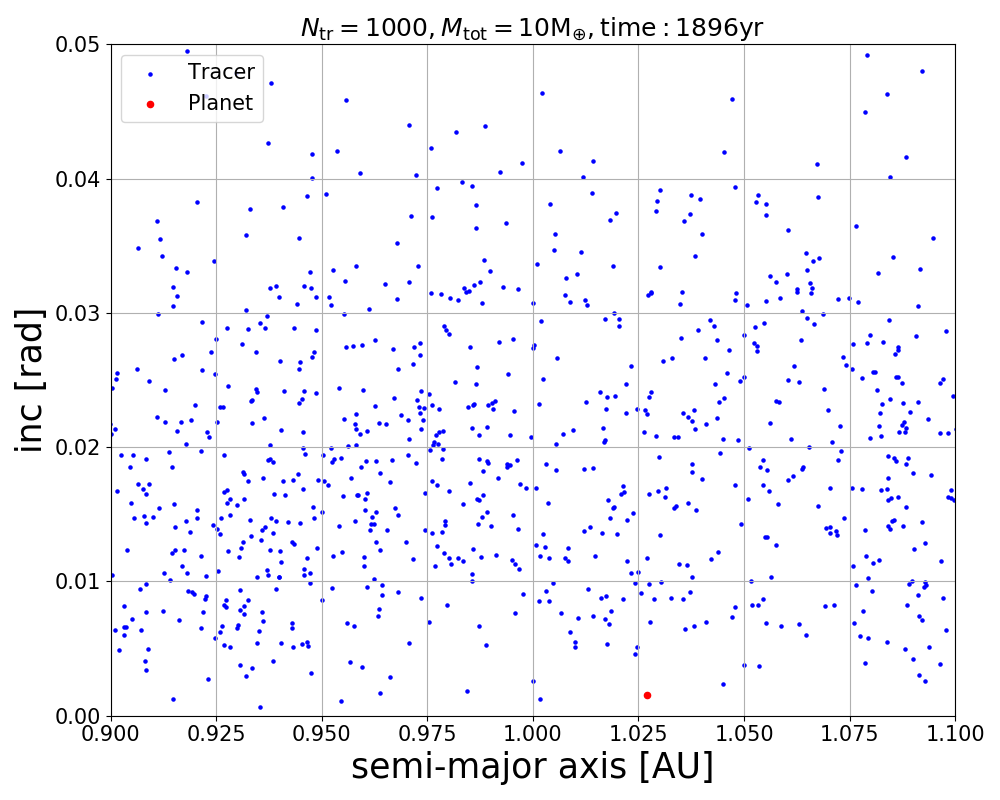 N_tr = 1000, M_tot = 10M_⊕, time : 1896yr
0.05
Tracer
Planet
0.04
0.03
0.02
0.01
0.00
inc [rad]
0.900 0.925 0.950 0.975 1.000 1.025 1.050 1.075 1.100
semi-major axis [AU]